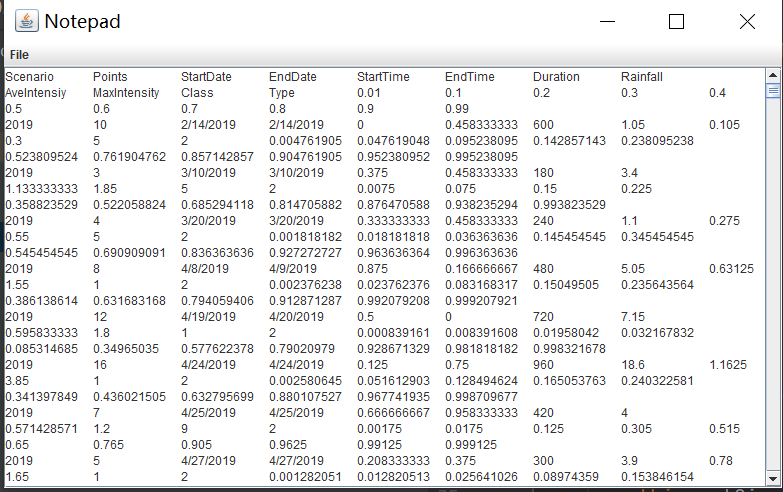 Notepad
File
Scenario Points StartDate EndDate StartTime EndTime Duration Rainfall
AveIntensiy MaxIntensity Class Type 0.01 0.1 0.2 0.3 0.4
0.5 0.6 0.7 0.8 0.9 0.99
2019 10 2/14/2019 2/14/2019 0 0.458333333 600 1.05 0.105
0.3 5 2 0.004761905 0.047619048 0.095238095 0.142857143 0.238095238
0.523809524 0.761904762 0.857142857 0.904761905 0.952380952 0.995238095
2019 3 3/10/2019 3/10/2019 0.375 0.458333333 180 3.4
1.133333333 1.85 5 2 0.0075 0.075 0.15 0.225
0.358823529 0.522058824 0.685294118 0.814705882 0.876470588 0.938235294 0.993823529
2019 4 3/20/2019 3/20/2019 0.333333333 0.458333333 240 1.1 0.275
0.55 5 2 0.001818182 0.018181818 0.036363636 0.145454545 0.345454545
0.545454545 0.690909091 0.836363636 0.927272727 0.963636364 0.996363636
2019 8 4/8/2019 4/9/2019 0.875 0.166666667 480 5.05 0.63125
1.55 1 2 0.002376238 0.023762376 0.083168317 0.15049505 0.235643564
0.386138614 0.631683168 0.794059406 0.912871287 0.992079208 0.999207921
2019 12 4/19/2019 4/20/2019 0.5 0 720 7.15
0.595833333 1.8 1 2 0.000839161 0.008391608 0.01958042 0.032167832
0.085314685 0.34965035 0.577622378 0.79020979 0.928671329 0.981818182 0.998321678
2019 16 4/24/2019 4/24/2019 0.125 0.75 960 18.6 1.1625
3.85 1 2 0.002580645 0.051612903 0.128494624 0.165053763 0.240322581
0.341397849 0.436021505 0.632795699 0.880107527 0.967741935 0.998709677
2019 7 4/25/2019 4/25/2019 0.666666667 0.958333333 420 4
0.571428571 1.2 9 2 0.00175 0.0175 0.125 0.305 0.515
0.65 0.765 0.905 0.9625 0.99125 0.999125
2019 5 4/27/2019 4/27/2019 0.208333333 0.375 300 3.9 0.78
1.65 1 2 0.001282051 0.012820513 0.025641026 0.08974359 0.153846154